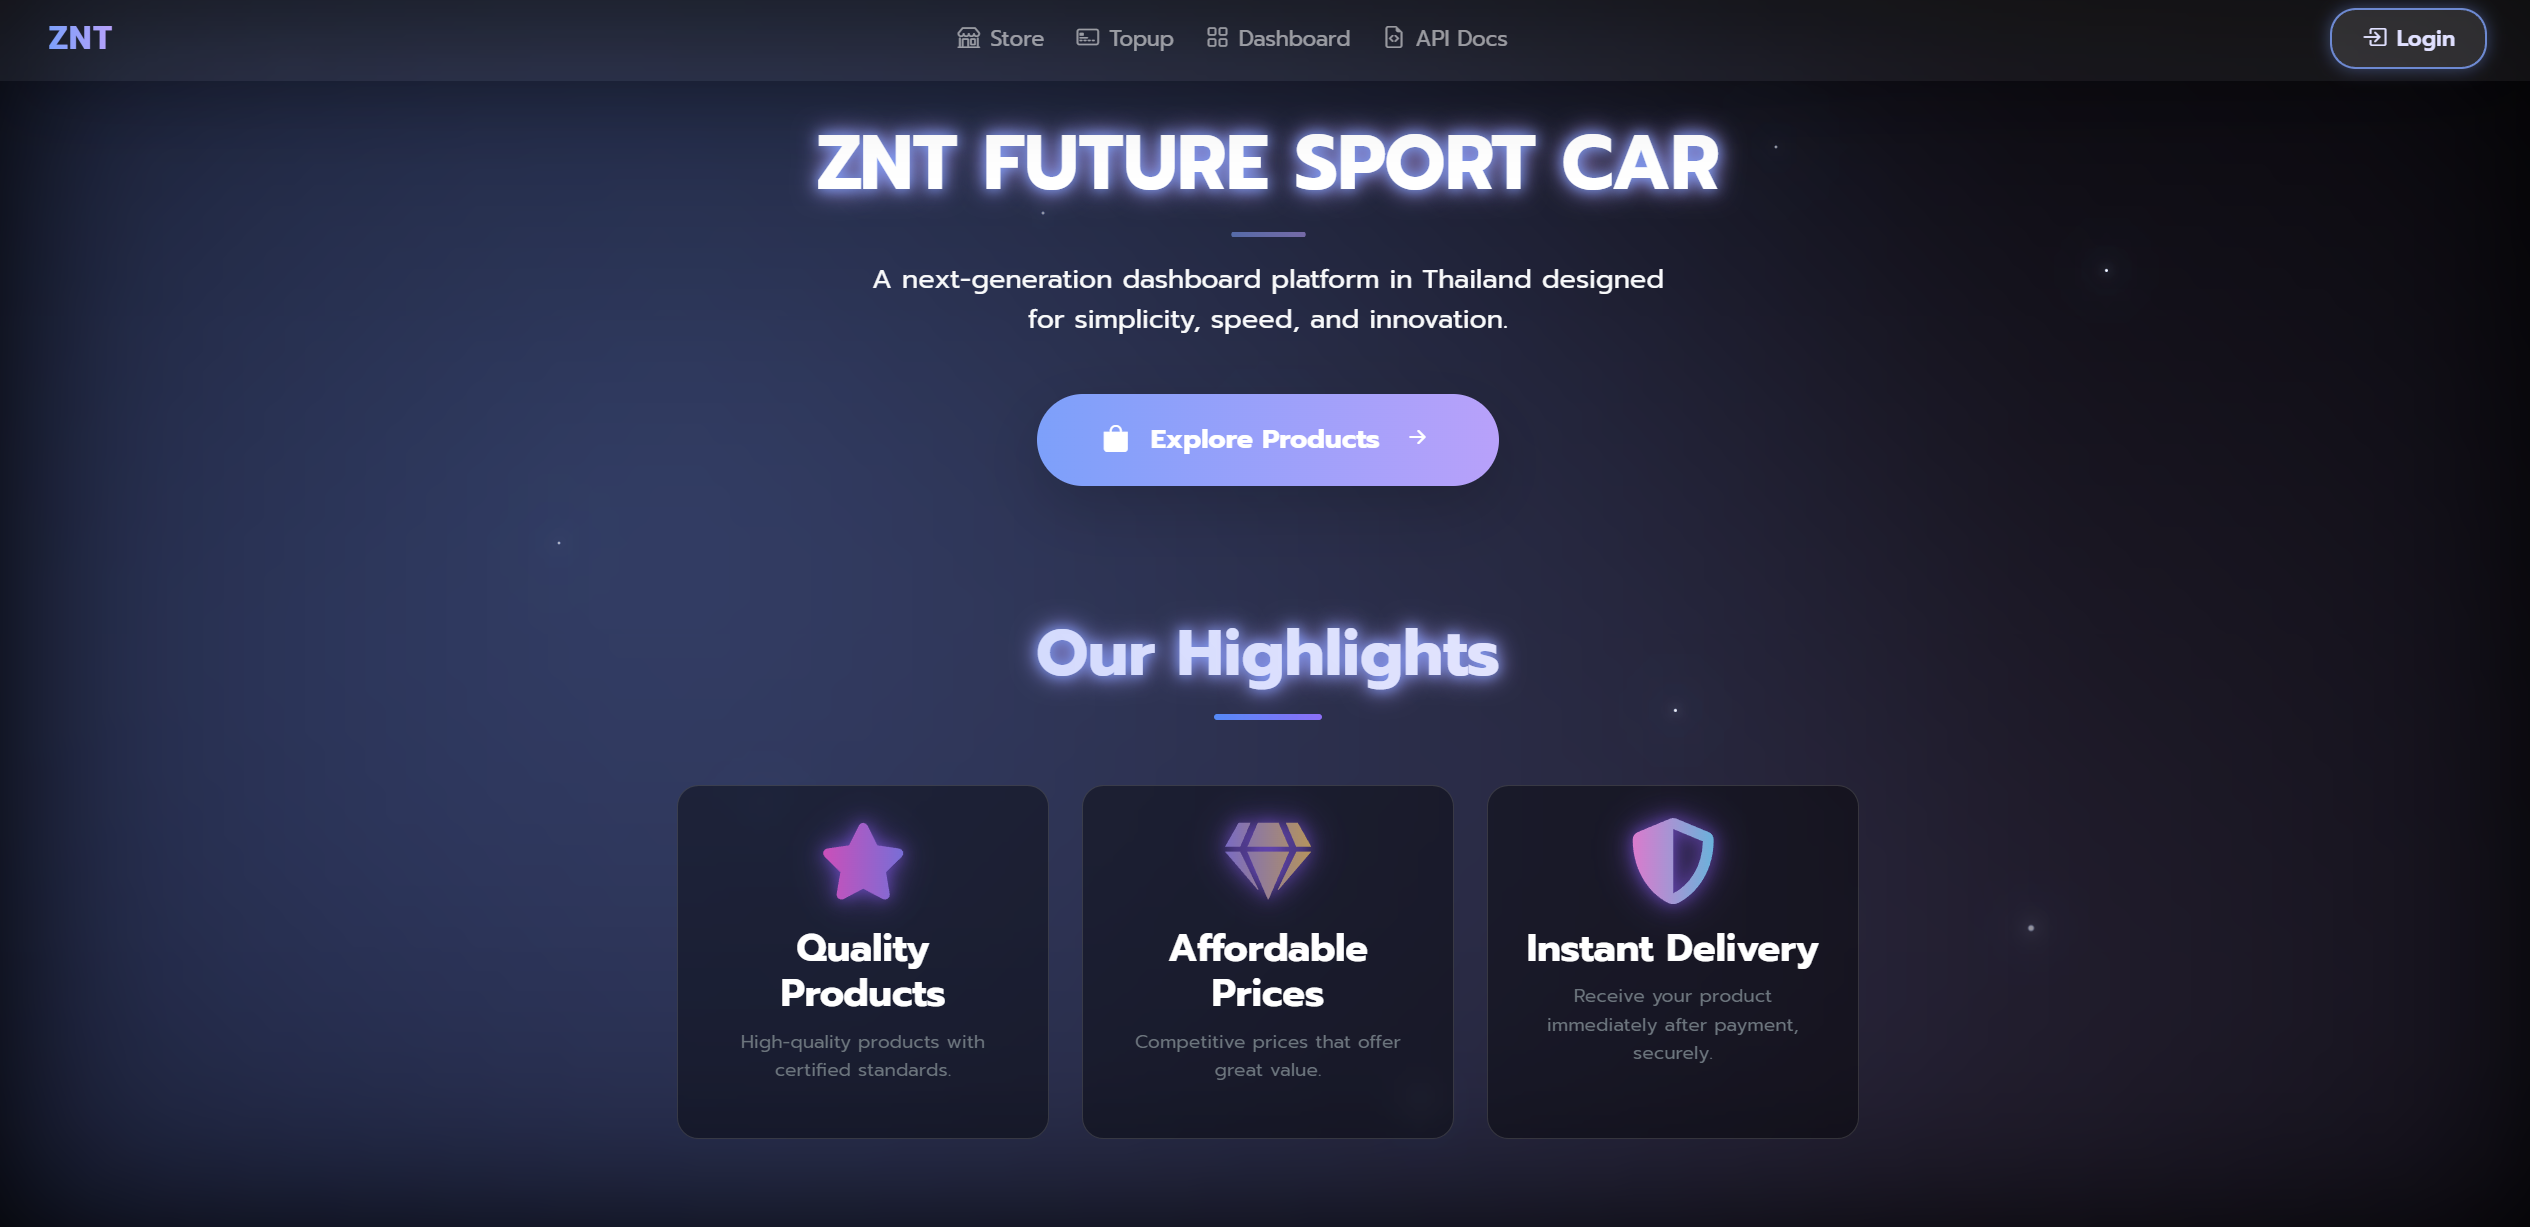 ZNT
Store
Topup
Dashboard
API Docs
Login
ZNT FUTURE SPORT CAR
A next-generation dashboard platform in Thailand designed
for simplicity, speed, and innovation.
Explore Products
Our Highlights
Quality
Products
High-quality products with
certified standards.
Affordable
Prices
Competitive prices that offer
great value.
Instant Delivery
Receive your product
immediately after payment,
securely.